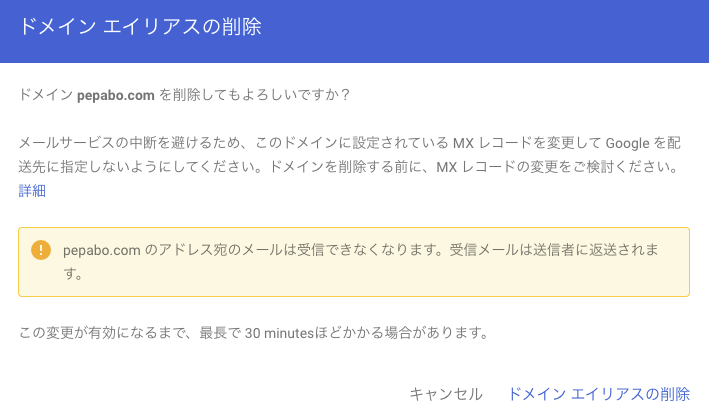 ドメイン エイリアスの削除
ドメイン pepabo.com を削除してもよろしいですか？
メールサービスの中断を避けるため、このドメインに設定されている MX レコードを変更して Google を配
送先に指定しないようにしてください。ドメインを削除する前に、MX レコードの変更をご検討ください。
詳細
pepabo.com のアドレス宛のメールは受信できなくなります。受信メールは送信者に返送されま
す。
この変更が有効になるまで、最長で 30 minutesほどかかる場合があります。
キャンセル ドメイン エイリアスの削除